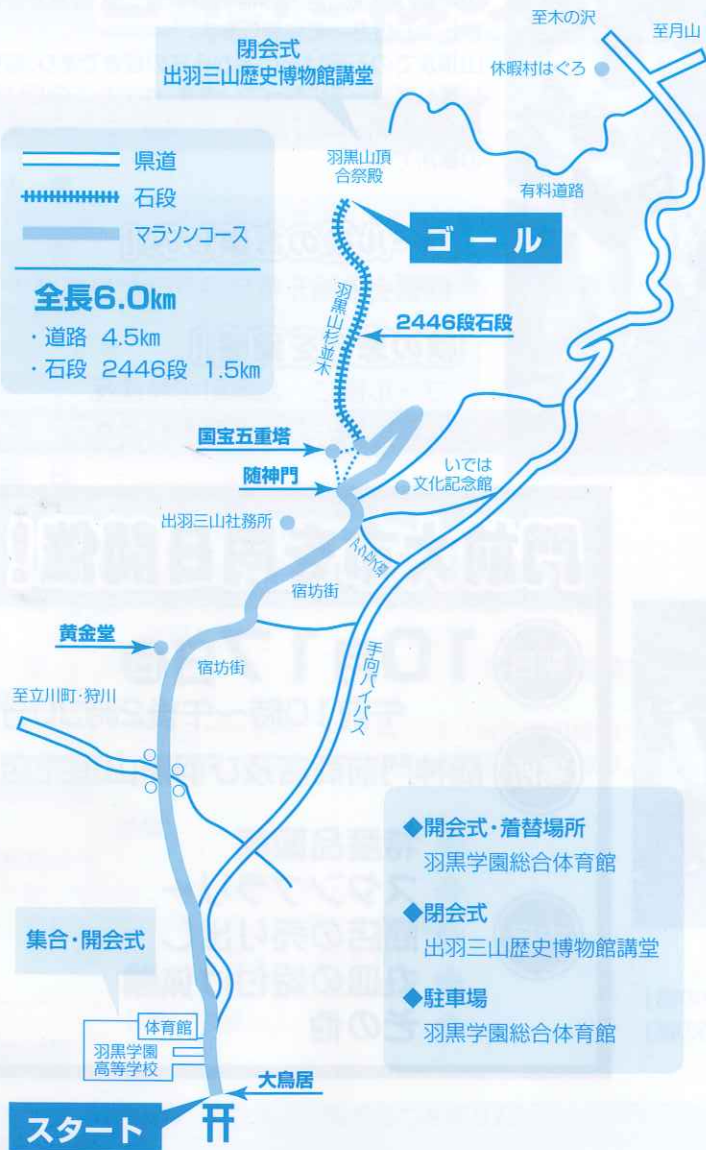 至木の沢
至月山
休暇村はぐろ
閉会式
出羽三山歴史博物館講堂
県道
石段
マラソンコース
全長6.0km
・道路 4.5km
・石段 2446段 1.5km
羽黒山頂
合祭殿
有料道路
ゴール
羽黒山杉並木
2446段石段
国宝五重塔
随神門
いでは
文化記念館
出羽三山社務所
宿坊街
黄金堂
宿坊街
手向バイパス
至立川町・狩川
集合・開会式
体育館
羽黒学園
高等学校
大鳥居
スタート
◆開会式・着替場所
羽黒学園総合体育館
◆閉会式
出羽三山歴史博物館講堂
◆駐車場
羽黒学園総合体育館